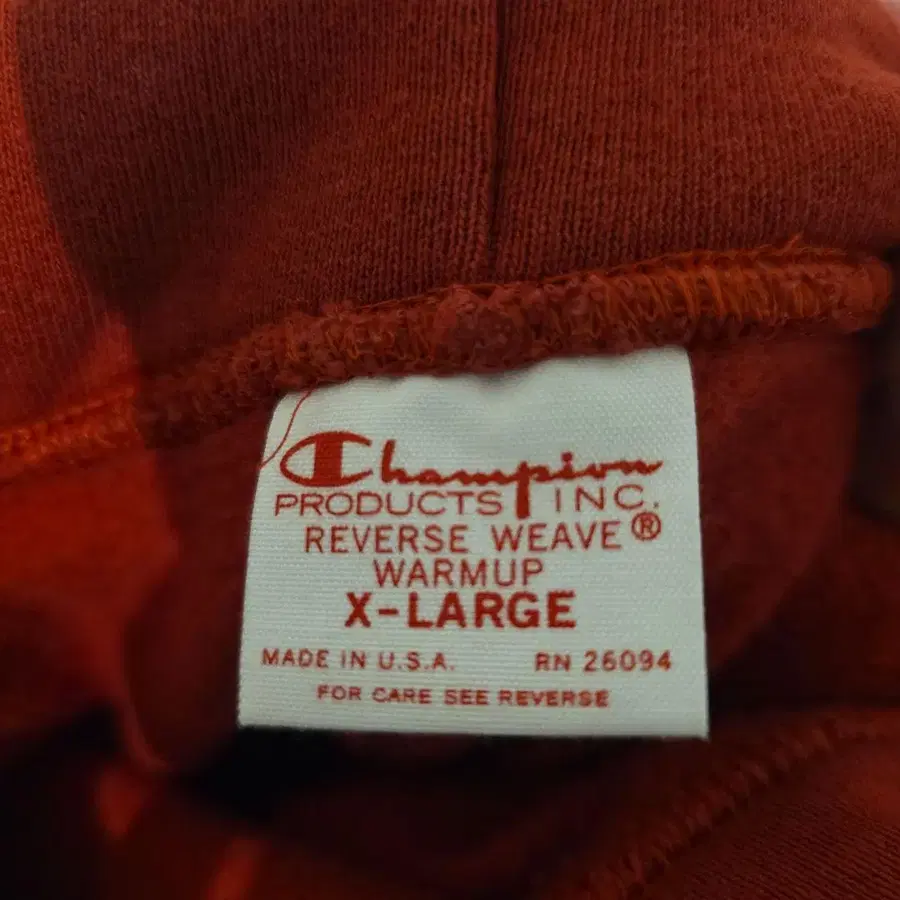 Champion
PRODUCTS INC.
REVERSE WEAVE®
WARMUP
X-LARGE
MADE IN U.S.A. RN 26094
FOR CARE SEE REVERSE